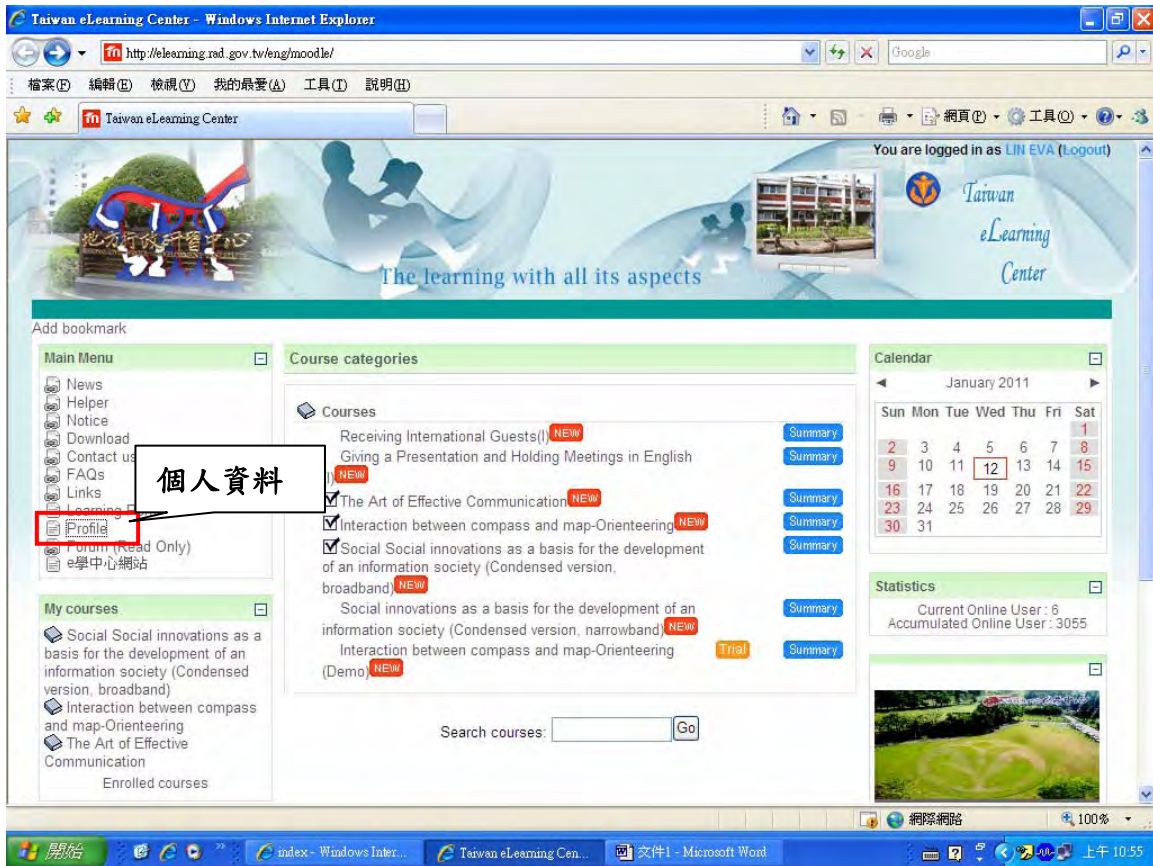 Taiwan eLearning Center - Windows Internet Explorer
http://elearning.rad.gov.tw/eng/moodle/
Google
檔案(F) 編輯(E) 檢視(V) 我的最愛(A) 工具(T) 說明(H)
Taiwan eLearning Center
網頁(P) 工具(O)
You are logged in as LIN EVA (Logout)
地方行政研習中心
The learning with all its aspects
Taiwan
eLearning
Center
Add bookmark
Main Menu
News
Helper
Notice
Download
Contact us
FAQs
Links
Profile
Forum (Read Only)
e學中心網站
個人資料
My courses
Social Social innovations as a
basis for the development of an
information society (Condensed
version, broadband)
Interaction between compass
and map-Orienteering
The Art of Effective
Communication
Enrolled courses
Course categories
Courses
Receiving International Guests(I) NEW Summary
Giving a Presentation and Holding Meetings in English Summary
I) NEW
The Art of Effective Communication NEW Summary
Interaction between compass and map-Orienteering NEW Summary
Social Social innovations as a basis for the development Summary
of an information society (Condensed version,
broadband) NEW
Social innovations as a basis for the development of an Summary
information society (Condensed version, narrowband) NEW
Interaction between compass and map-Orienteering Trial Summary
(Demo) NEW
Search courses: Go
Calendar
◄ January 2011 ►
Sun Mon Tue Wed Thu Fri Sat
1
2 3 4 5 6 7 8
9 10 11 12 13 14 15
16 17 18 19 20 21 22
23 24 25 26 27 28 29
30 31
Statistics
Current Online User : 6
Accumulated Online User : 3055
網際網路 100%
開始 index - Windows Inter... Taiwan eLearning Cen... 文件1 - Microsoft Word 上午 10:55